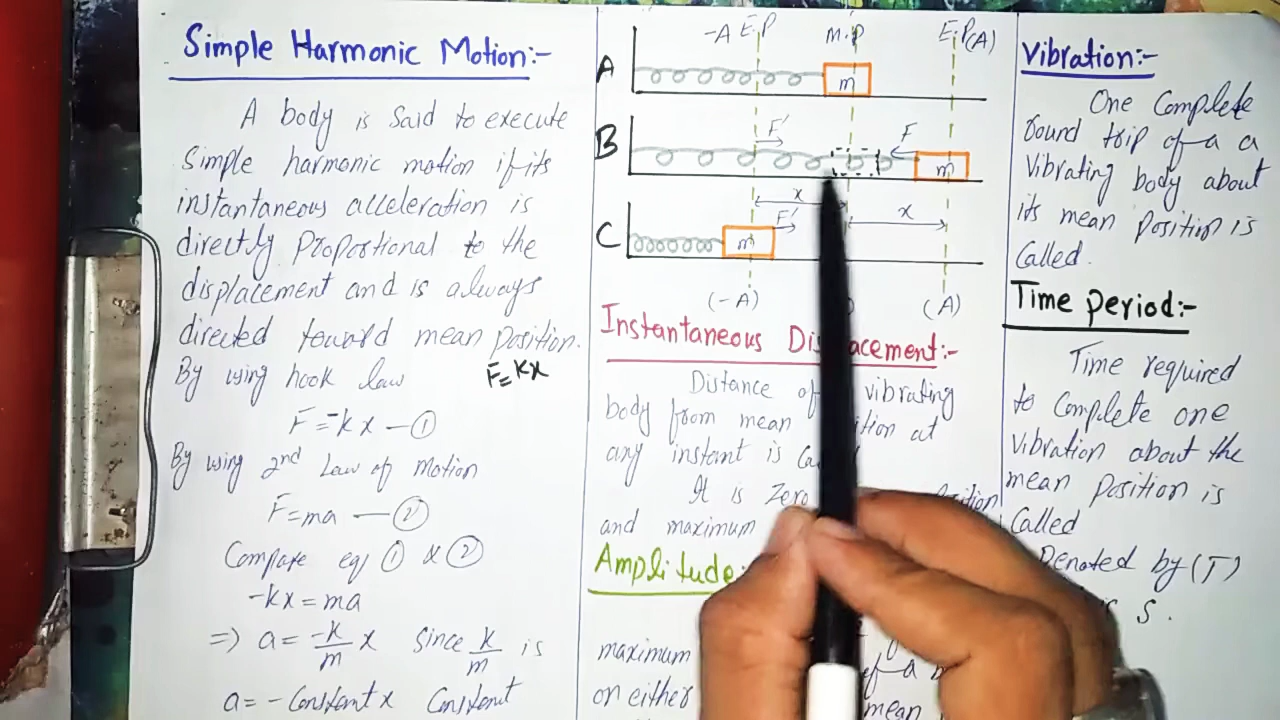 Simple Harmonic Motion:-
A body is said to execute
Simple harmonic motion if its
instantaneous acceleration is
directly proportional to the
displacement and is always
directed toward mean position.
By using hook law F=kx
F=-kx —①
By using 2nd Law of motion
F=ma —②
Compare eq ① & ②
-kx=ma
=> a=-k/m x since k/m is
a=-Constant x Constant
-A E.P M.P E.P(A)
A m
B F' F m
x x
C m F'
(-A) (A)
Instantaneous Displacement:-
Distance of vibrating
body from mean position at
any instant is
It is Zero
and maximum
Amplitude:
maximum
of a
on either mean
Vibration:-
One Complete
round trip of a a
Vibrating body about
its mean position is
Called.
Time period:-
Time required
to Complete one
Vibration about the
mean position is
Called
Denoted by (T)
S.